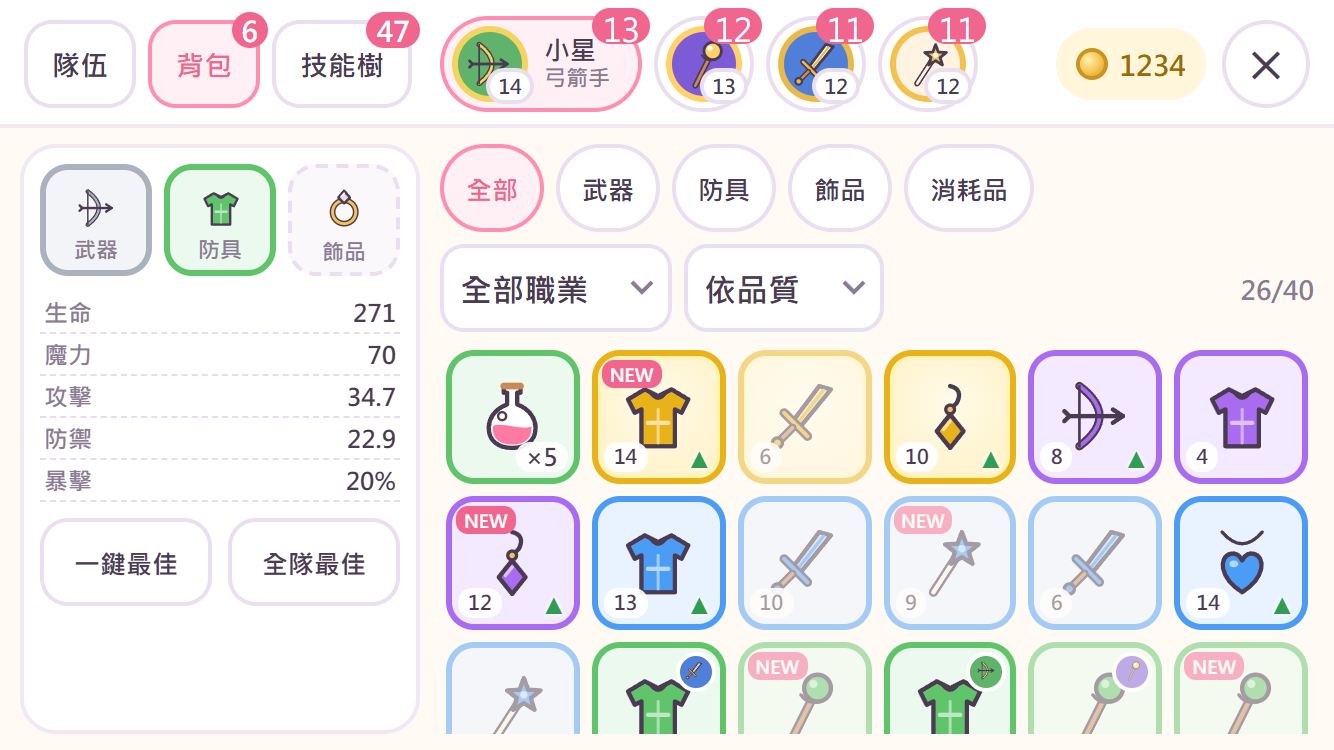 隊伍
背包
6
技能樹
47
小星
弓箭手
13
14
12
13
11
12
11
12
1234
武器
防具
飾品
生命 271
魔力 70
攻擊 34.7
防禦 22.9
暴擊 20%
一鍵最佳
全隊最佳
全部
武器
防具
飾品
消耗品
全部職業
依品質
26/40
×5
NEW
14
6
10
8
4
NEW
12
13
10
NEW
9
6
14
NEW
NEW